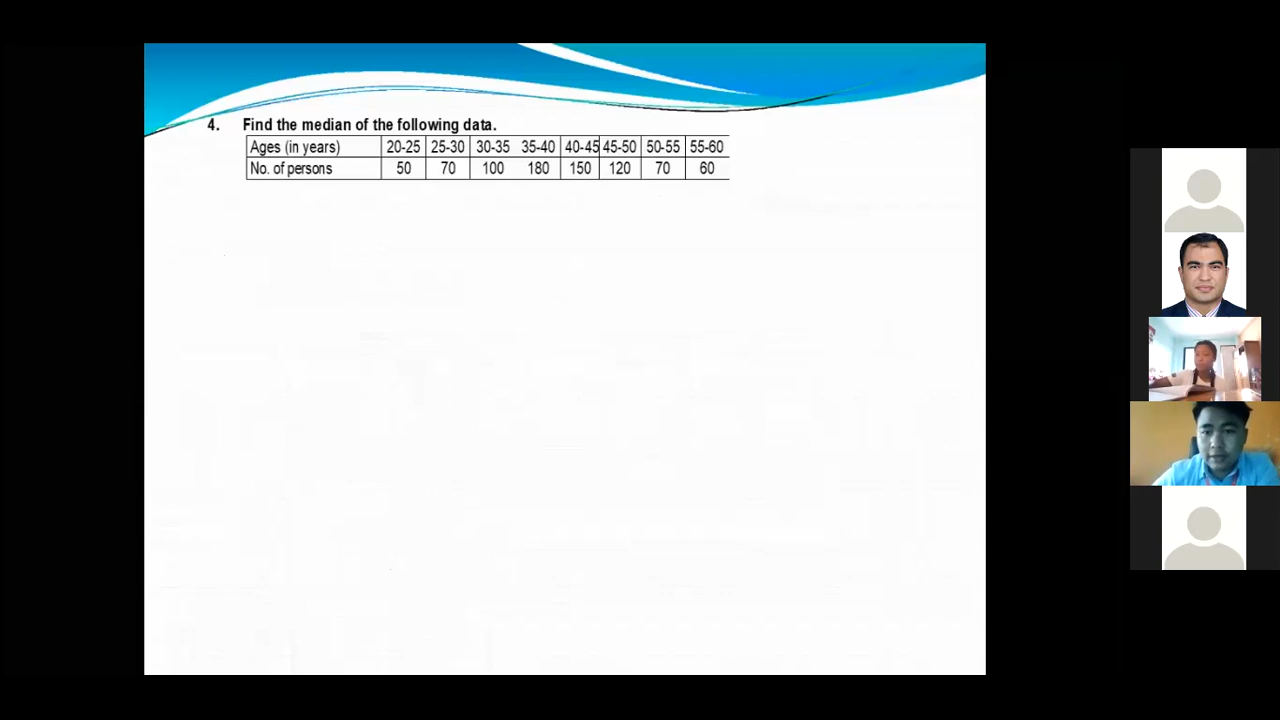 4. Find the median of the following data.
Ages (in years) 20-25 25-30 30-35 35-40 40-45 45-50 50-55 55-60
No. of persons 50 70 100 180 150 120 70 60